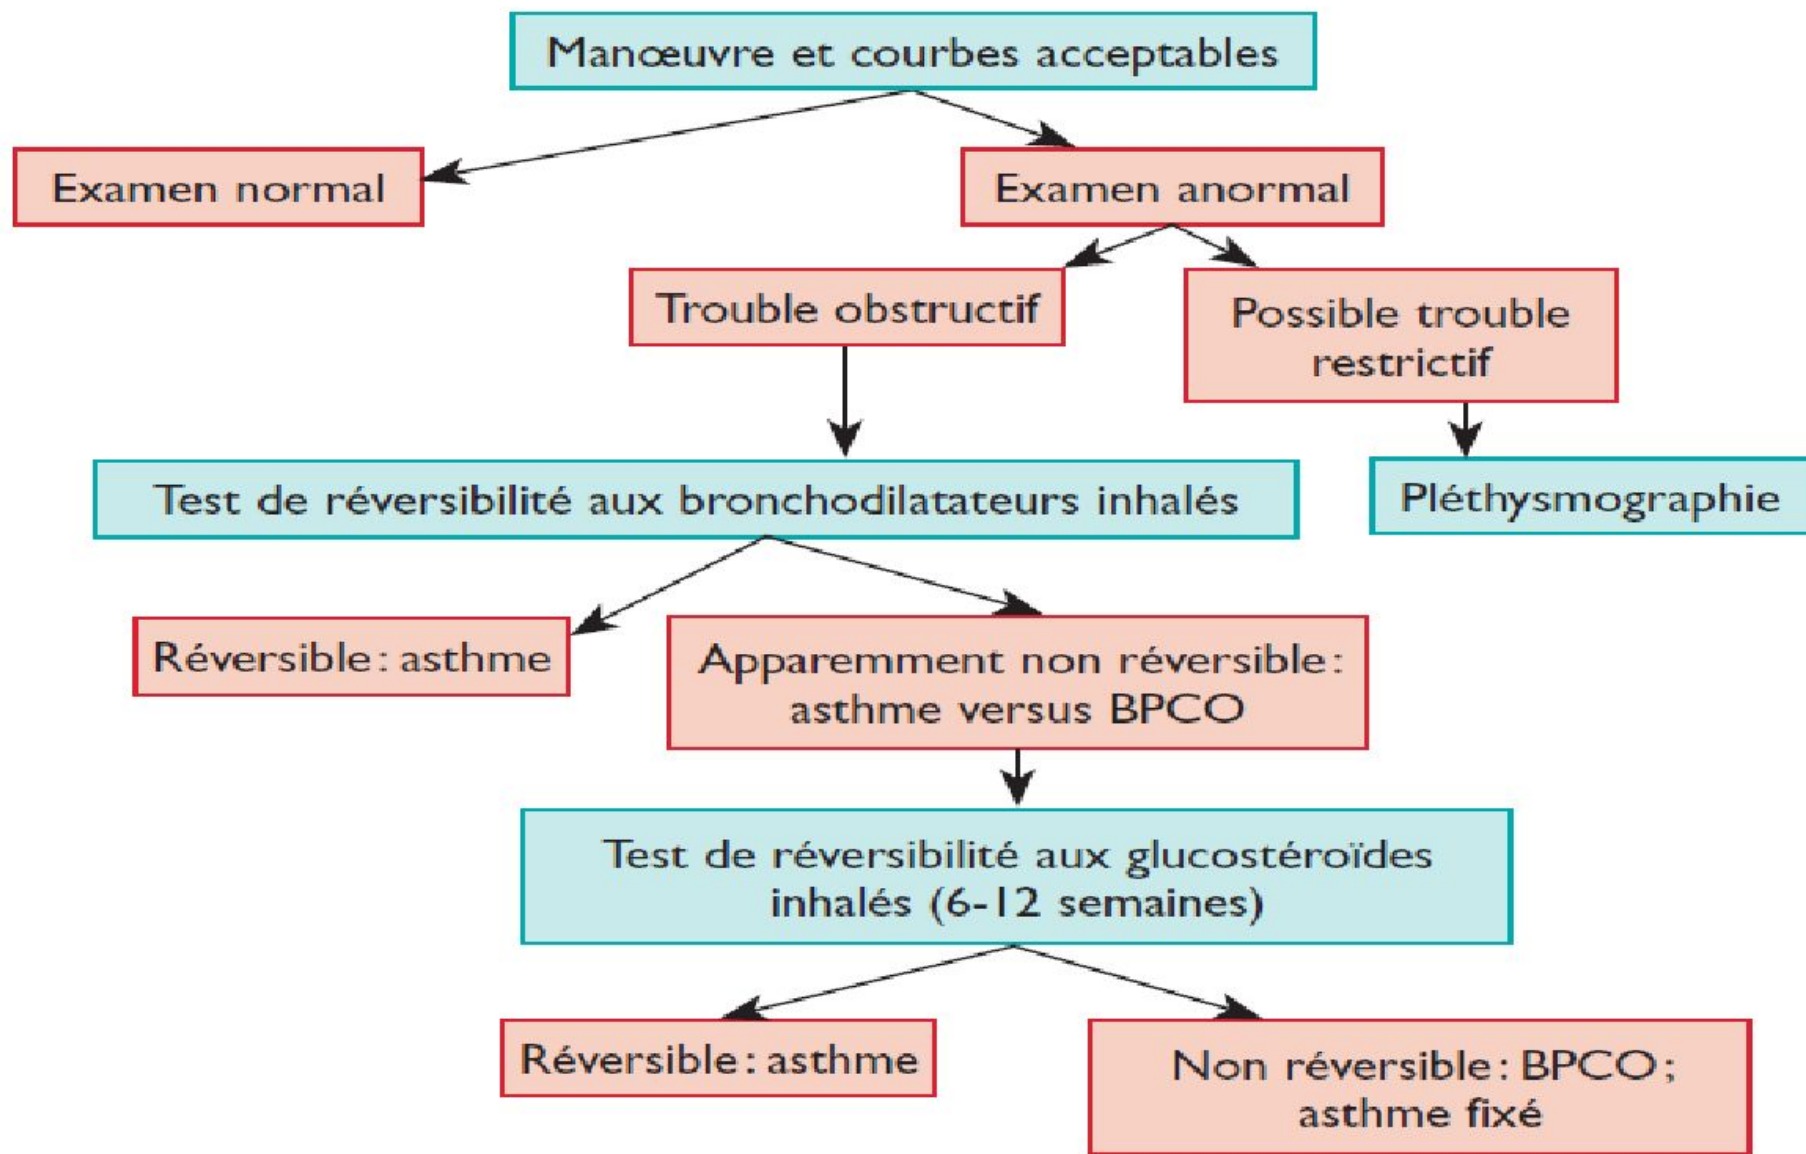 Manœuvre et courbes acceptables
Examen normal
Examen anormal
Trouble obstructif
Possible trouble
restrictif
Test de réversibilité aux bronchodilatateurs inhalés
Pléthysmographie
Réversible : asthme
Apparemment non réversible :
asthme versus BPCO
Test de réversibilité aux glucostéroïdes
inhalés (6-12 semaines)
Réversible : asthme
Non réversible : BPCO ;
asthme fixé